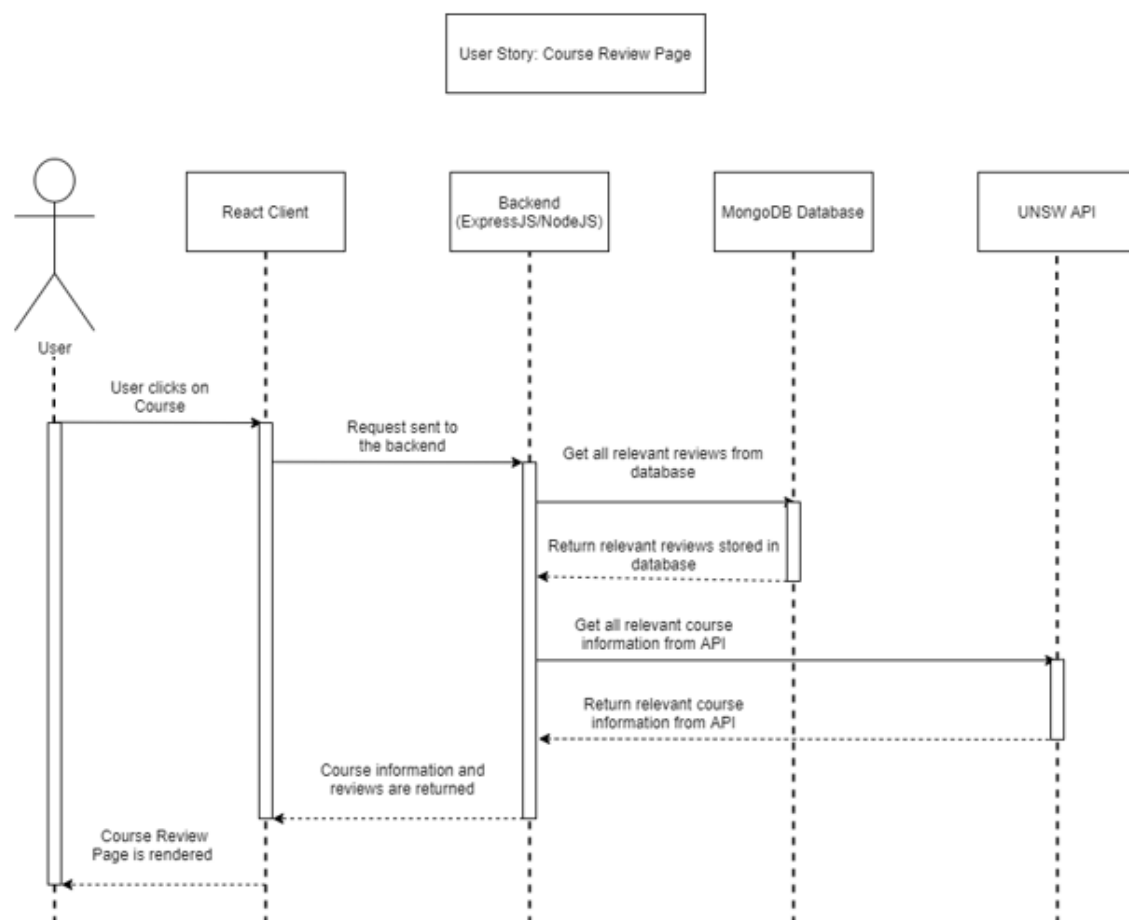 User Story: Course Review Page
React Client
Backend
(ExpressJS/NodeJS)
MongoDB Database
UNSW API
User
User clicks on
Course
Request sent to
the backend
Get all relevant reviews from
database
Return relevant reviews stored in
database
Get all relevant course
information from API
Return relevant course
information from API
Course information and
reviews are returned
Course Review
Page is rendered